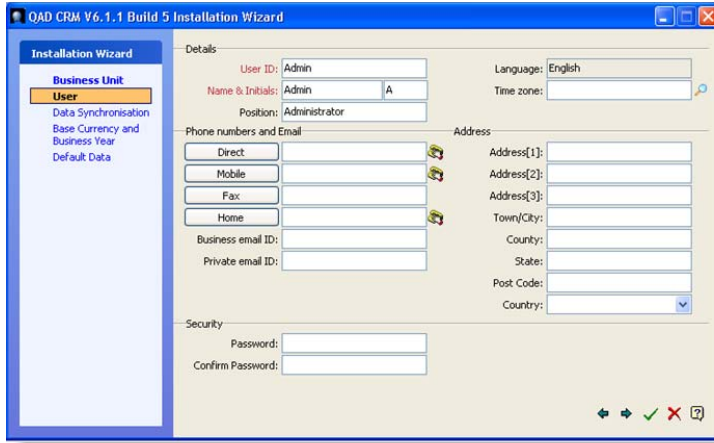 QAD CRM V6.1.1 Build 5 Installation Wizard
Installation Wizard
Business Unit
User
Data Synchronisation
Base Currency and
Business Year
Default Data
Details
User ID: Admin
Language: English
Name & Initials: Admin A
Time zone:
Position: Administrator
Phone numbers and Email
Address
Direct
Address[1]:
Mobile
Address[2]:
Fax
Address[3]:
Home
Town/City:
Business email ID:
County:
Private email ID:
State:
Post Code:
Country:
Security
Password:
Confirm Password: